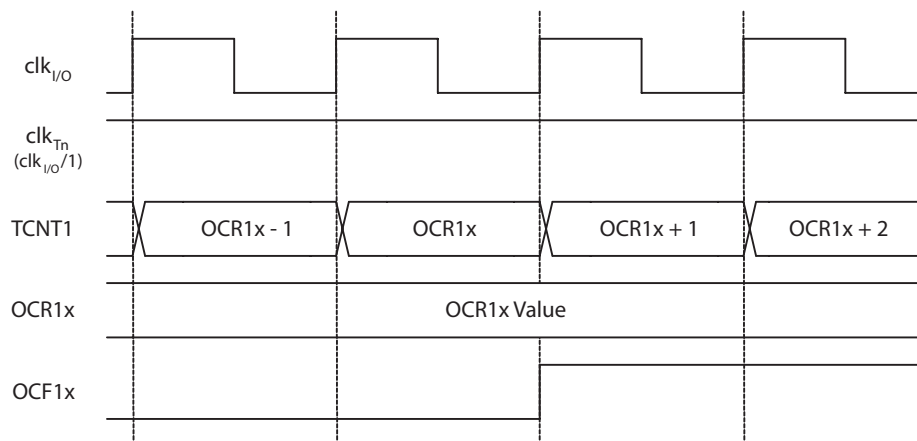 clkI/O
clkTn
(clkI/O/1)
TCNT1 OCR1x - 1 OCR1x OCR1x + 1 OCR1x + 2
OCR1x OCR1x Value
OCF1x